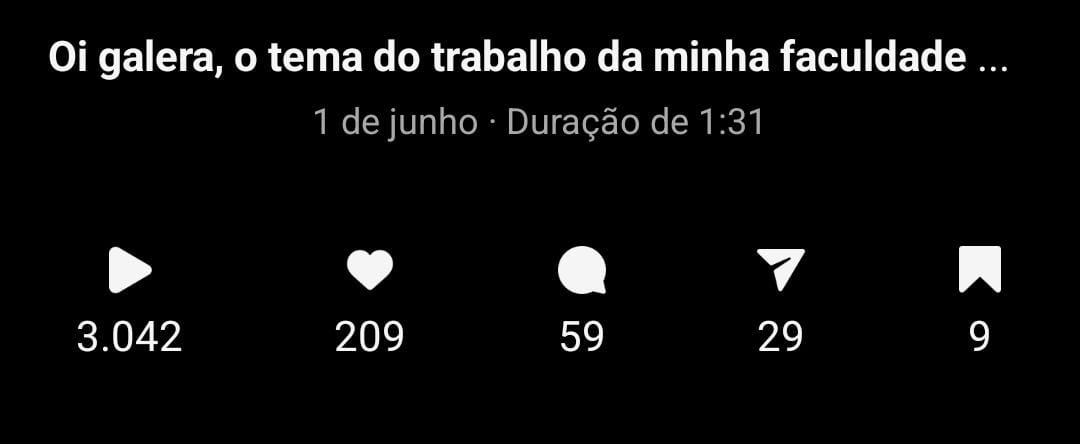 Oi galera, o tema do trabalho da minha faculdade ...
1 de junho · Duração de 1:31
3.042 209 59 29 9